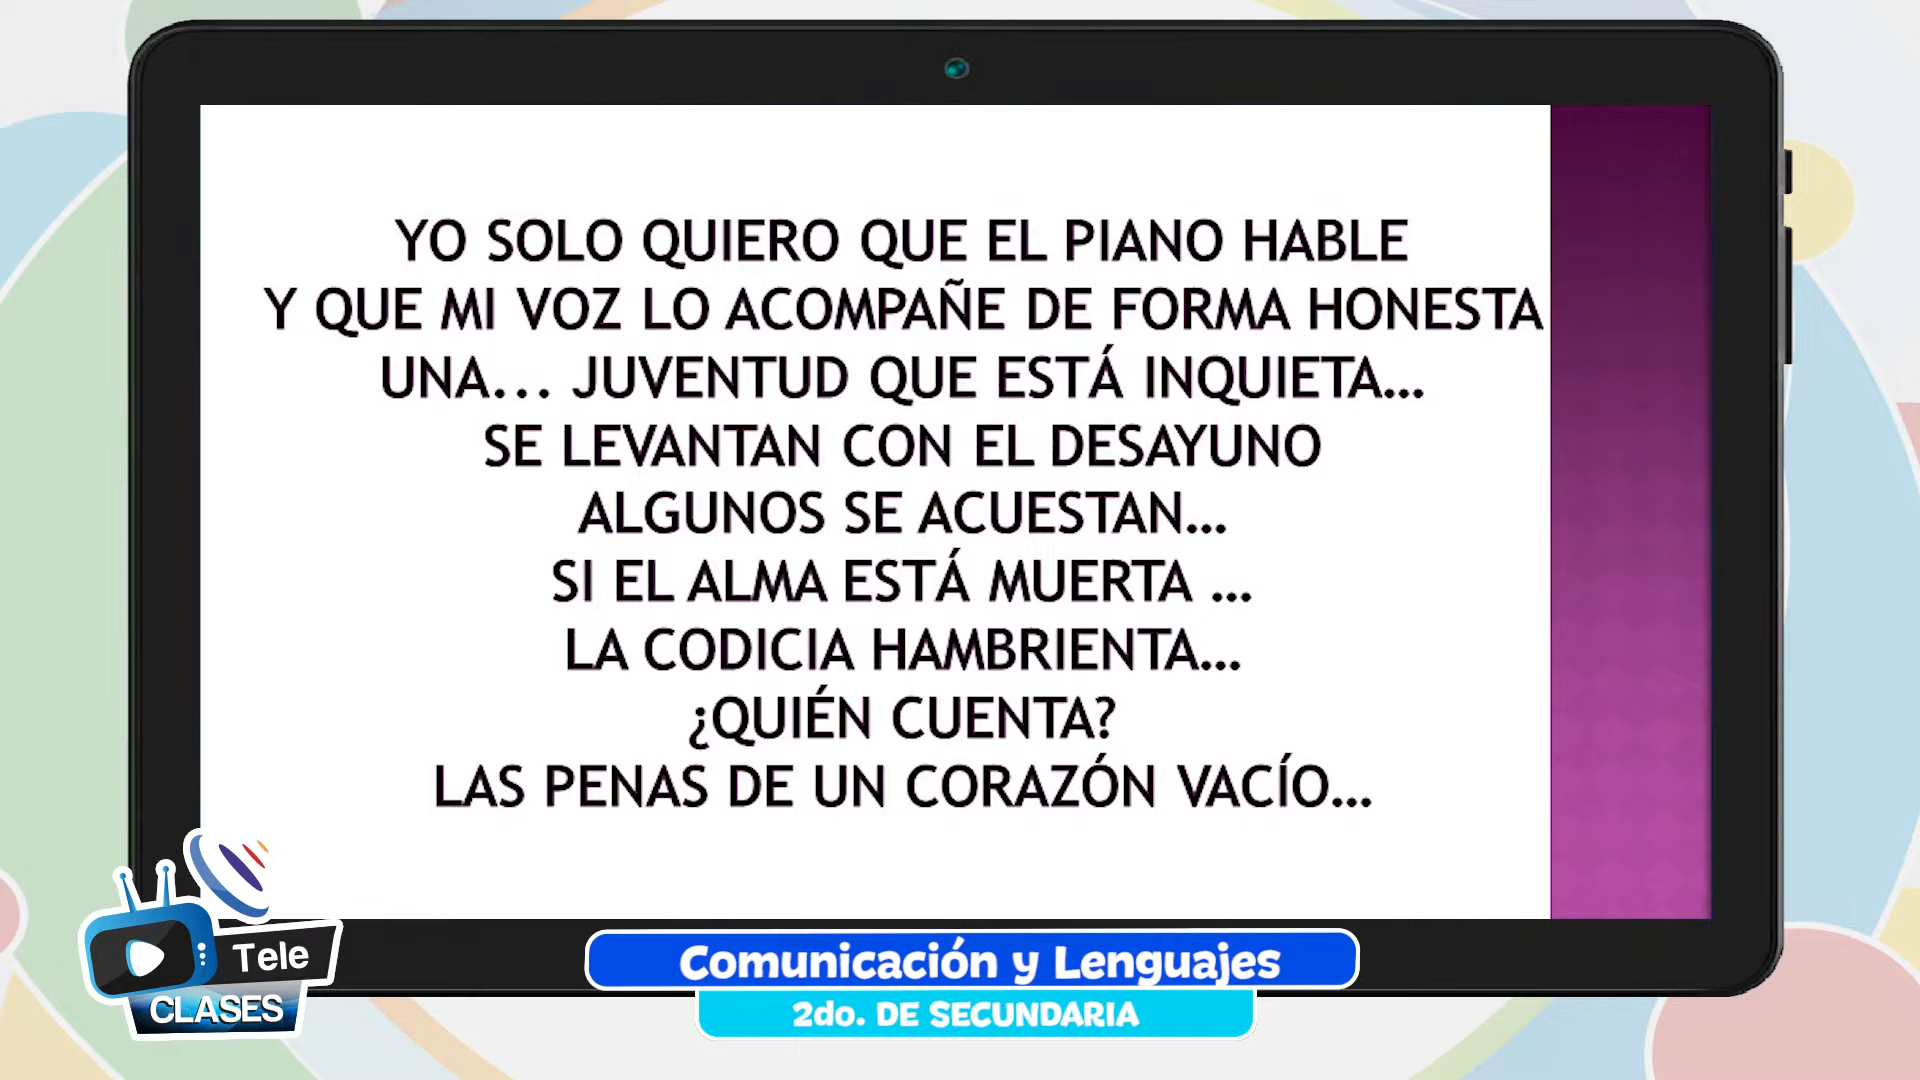 YO SOLO QUIERO QUE EL PIANO HABLE
Y QUE MI VOZ LO ACOMPAÑE DE FORMA HONESTA
UNA... JUVENTUD QUE ESTÁ INQUIETA...
SE LEVANTAN CON EL DESAYUNO
ALGUNOS SE ACUESTAN...
SI EL ALMA ESTÁ MUERTA ...
LA CODICIA HAMBRIENTA...
¿QUIÉN CUENTA?
LAS PENAS DE UN CORAZÓN VACÍO...
Tele
CLASES
Comunicación y Lenguajes
2do. DE SECUNDARIA